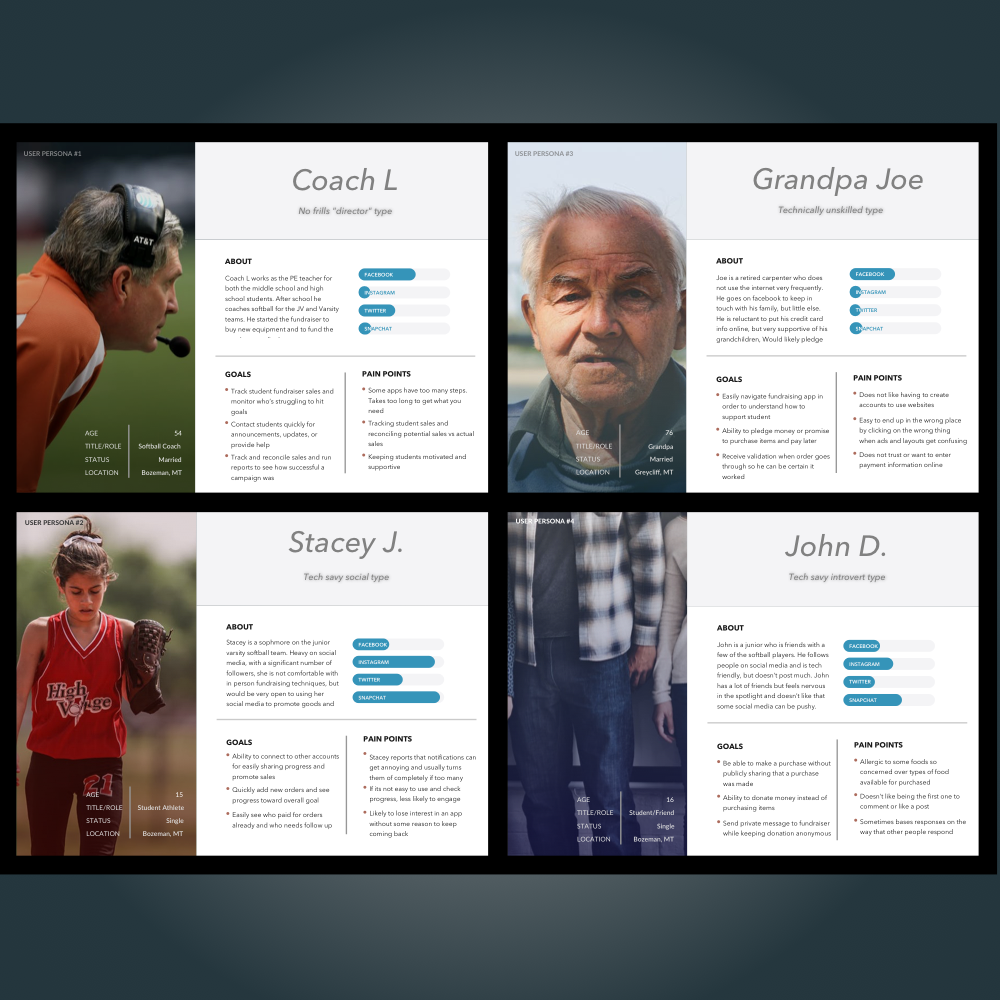 USER PERSONA #1
AT&T
AGE 54
TITLE/ROLE Softball Coach
STATUS Married
LOCATION Bozeman, MT
Coach L
No frills "director" type
ABOUT
Coach L works as the PE teacher for
both the middle school and high
school students. After school he
coaches softball for the JV and Varsity
teams. He started the fundraiser to
buy new equipment and to fund the
FACEBOOK
INSTAGRAM
TWITTER
SNAPCHAT
GOALS
Track student fundraiser sales and
monitor who's struggling to hit
goals
Contact students quickly for
announcements, updates, or
provide help
Track and reconcile sales and run
reports to see how successful a
campaign was
PAIN POINTS
Some apps have too many steps.
Takes too long to get what you
need
Tracking student sales and
reconciling potential sales vs actual
sales
Keeping students motivated and
supportive
USER PERSONA #3
AGE 76
TITLE/ROLE Grandpa
STATUS Married
LOCATION Greycliff, MT
Grandpa Joe
Technically unskilled type
ABOUT
Joe is a retired carpenter who does
not use the internet very frequently.
He goes on facebook to keep in
touch with his family, but little else.
He is reluctant to put his credit card
info online, but very supportive of his
grandchildren, Would likely pledge
FACEBOOK
INSTAGRAM
TWITTER
SNAPCHAT
GOALS
Easily navigate fundraising app in
order to understand how to
support student
Ability to pledge money or promise
to purchase items and pay later
Receive validation when order goes
through so he can be certain it
worked
PAIN POINTS
Does not like having to create
accounts to use websites
Easy to end up in the wrong place
by clicking on the wrong thing
when ads and layouts get confusing
Does not trust or want to enter
payment information online
USER PERSONA #2
High
Voltage
21
AGE 15
TITLE/ROLE Student Athlete
STATUS Single
LOCATION Bozeman, MT
Stacey J.
Tech savy social type
ABOUT
Stacey is a sophmore on the junior
varsity softball team. Heavy on social
media, with a significant number of
followers, she is not comfortable with
in person fundraising techniques, but
would be very open to using her
social media to promote goods and
FACEBOOK
INSTAGRAM
TWITTER
SNAPCHAT
GOALS
Ability to connect to other accounts
for easily sharing progress and
promote sales
Quickly add new orders and see
progress toward overall goal
Easily see who paid for orders
already and who needs follow up
PAIN POINTS
Stacey reports that notifications can
get annoying and usually turns
them of completely if too many
If its not easy to use and check
progress, less likely to engage
Likely to lose interest in an app
without some reason to keep
coming back
USER PERSONA #4
AGE 16
TITLE/ROLE Student/Friend
STATUS Single
LOCATION Bozeman, MT
John D.
Tech savy introvert type
ABOUT
John is a junior who is friends with a
few of the softball players. He follows
people on social media and is tech
friendly, but doesn't post much. John
has a lot of friends but feels nervous
in the spotlight and doesn't like that
some social media can be pushy.
FACEBOOK
INSTAGRAM
TWITTER
SNAPCHAT
GOALS
Be able to make a purchase without
publicly sharing that a purchase
was made
Ability to donate money instead of
purchasing items
Send private message to fundraiser
while keeping donation anonymous
PAIN POINTS
Allergic to some foods so
concerned over types of food
available for purchased
Doesn't like being the first one to
comment or like a post
Sometimes bases responses on the
way that other people respond